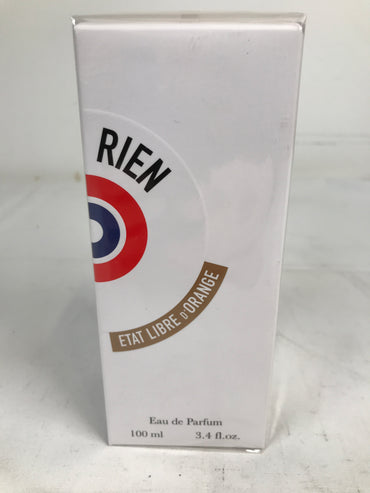 RIEN
ETAT LIBRE D'ORANGE
Eau de Parfum
100 ml 3.4 fl.oz.